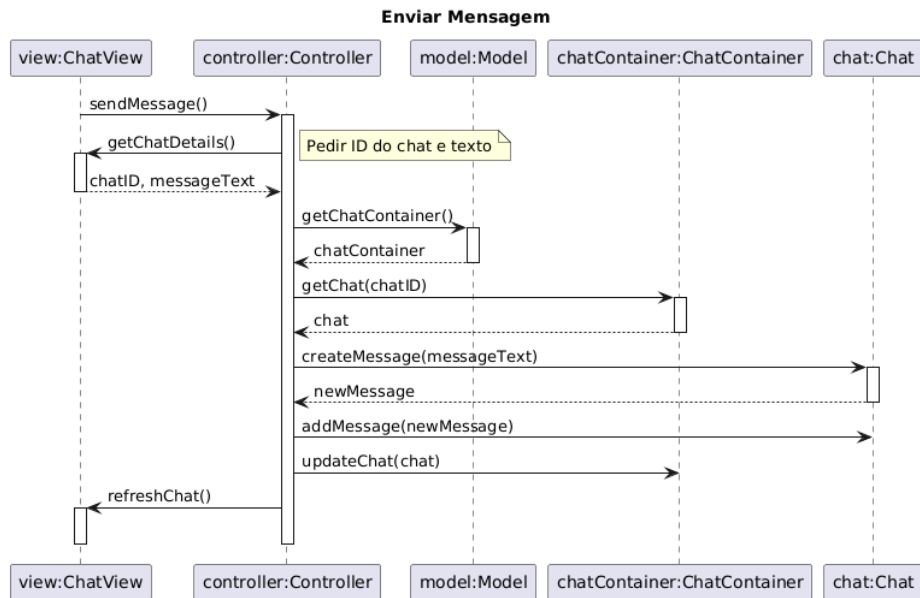 Enviar Mensagem
view:ChatView
controller:Controller
model:Model
chatContainer:ChatContainer
chat:Chat
sendMessage()
getChatDetails()
Pedir ID do chat e texto
chatID, messageText
getChatContainer()
chatContainer
getChat(chatID)
chat
createMessage(messageText)
newMessage
addMessage(newMessage)
updateChat(chat)
refreshChat()
view:ChatView
controller:Controller
model:Model
chatContainer:ChatContainer
chat:Chat